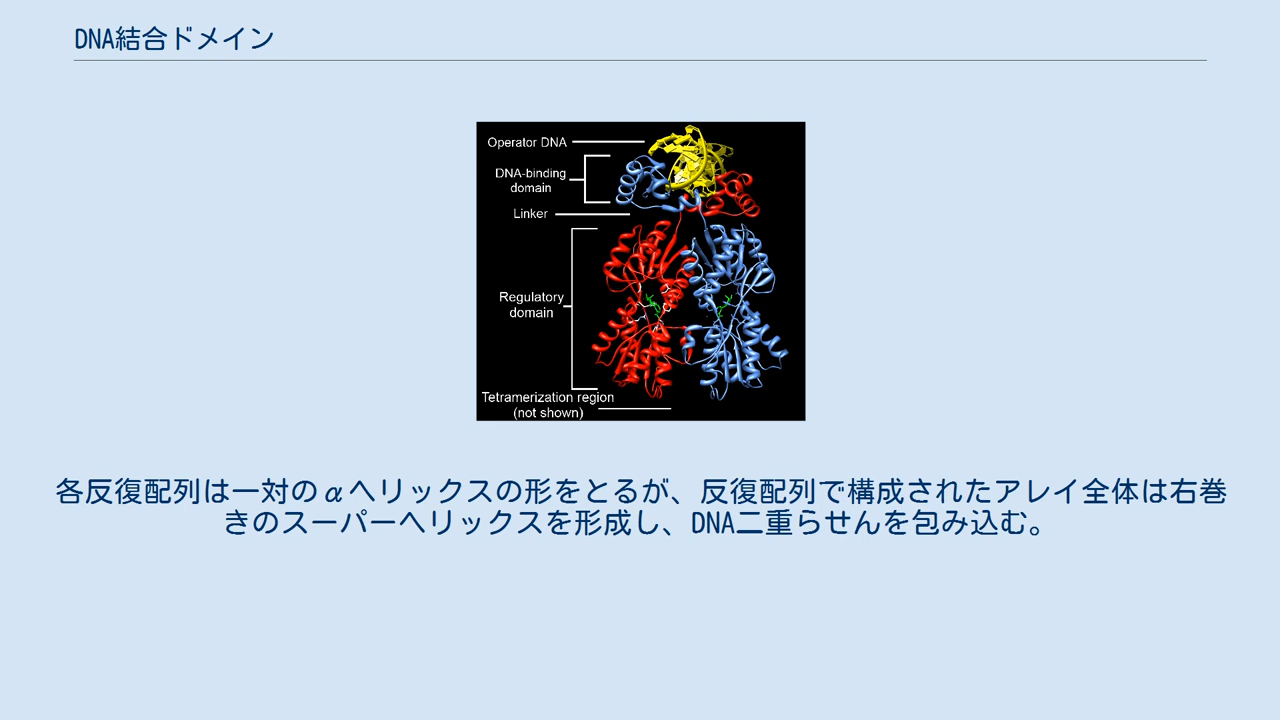 DNA結合ドメイン
Operator DNA
DNA-binding
domain
Linker
Regulatory
domain
Tetramerization region
(not shown)
各反復配列は一対のαヘリックスの形をとるが、反復配列で構成されたアレイ全体は右巻
きのスーパーヘリックスを形成し、DNA二重らせんを包み込む。